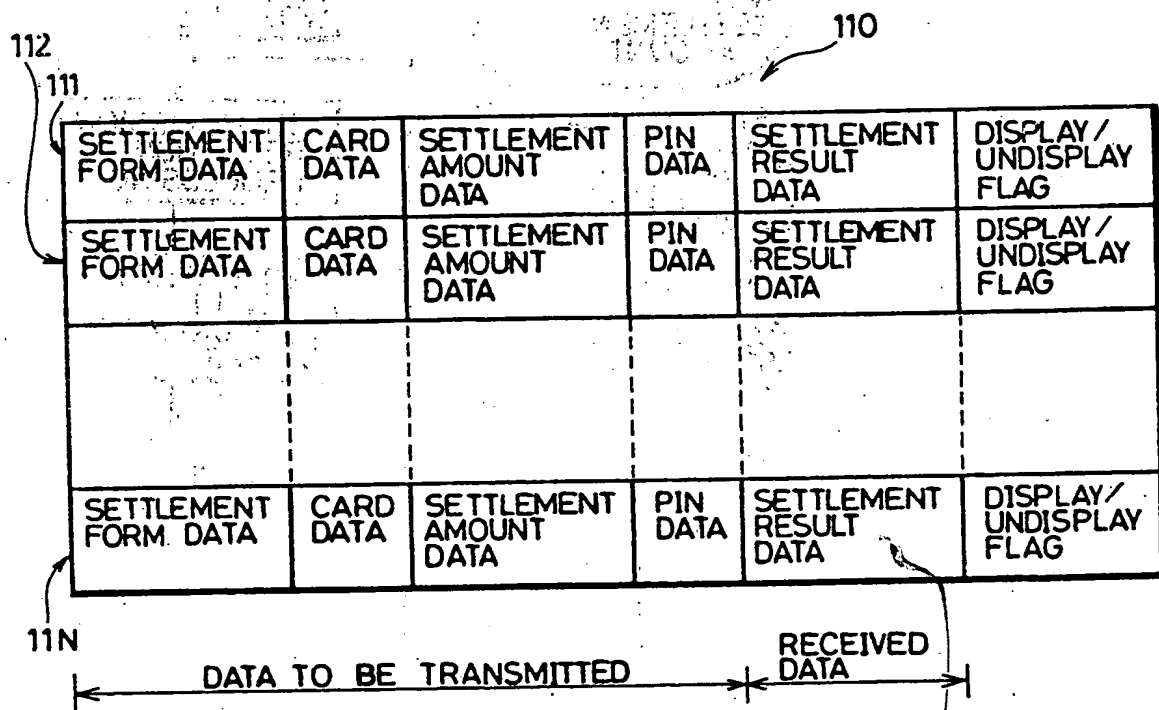 110
112
111
SETTLEMENT FORM DATA
CARD DATA
SETTLEMENT AMOUNT DATA
PIN DATA
SETTLEMENT RESULT DATA
DISPLAY/ UNDISPLAY FLAG
SETTLEMENT FORM DATA
CARD DATA
SETTLEMENT AMOUNT DATA
PIN DATA
SETTLEMENT RESULT DATA
DISPLAY/ UNDISPLAY FLAG
SETTLEMENT FORM DATA
CARD DATA
SETTLEMENT AMOUNT DATA
PIN DATA
SETTLEMENT RESULT DATA
DISPLAY/ UNDISPLAY FLAG
11N
DATA TO BE TRANSMITTED
RECEIVED DATA